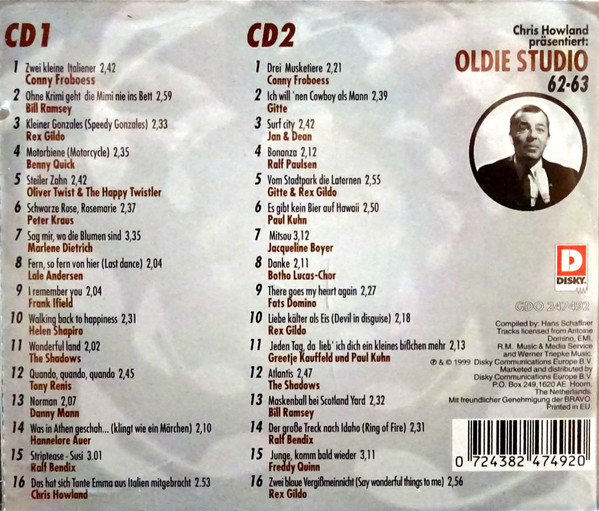 CD 1
1 Zwei kleine Italiener 2,42
Conny Froboess
2 Ohne Krimi geht die Mimi nie ins Bett 2,59
Bill Ramsey
3 Kleiner Gonzales (Speedy Gonzales) 2,33
Rex Gildo
4 Motorbiene (Motorcycle) 2,35
Benny Quick
5 Steiler Zahn 2,42
Oliver Twist & The Happy Twistler
6 Schwarze Rose, Rosemarie 2,37
Peter Kraus
7 Sag mir, wo die Blumen sind 3,35
Marlene Dietrich
8 Fern, so fern von hier (Last dance) 2,04
Lale Andersen
9 I remember you 2,04
Frank Ifield
10 Walking back to happiness 2,31
Helen Shapiro
11 Wonderful land 2,02
The Shadows
12 Quando, quando, quando 2,45
Tony Renis
13 Norman 2,07
Danny Mann
14 Was in Athen geschah... (klingt wie ein Märchen) 2,10
Hannelore Auer
15 Striptease - Susi 3.01
Ralf Bendix
16 Das hat sich Tante Emma aus Italien mitgebracht 2.53
Chris Howland
CD 2
1 Drei Musketiere 2,21
Conny Froboess
2 Ich will 'nen Cowboy als Mann 2,39
Gitte
3 Surf city 2,42
Jan & Dean
4 Bonanza 2,12
Ralf Paulsen
5 Vom Stadtpark die Laternen 2,55
Gitte & Rex Gildo
6 Es gibt kein Bier auf Hawaii 2,50
Paul Kuhn
7 Mitsou 3,12
Jacqueline Boyer
8 Danke 2,11
Botho Lucas-Chor
9 There goes my heart again 2,27
Fats Domino
10 Liebe kälter als Eis (Devil in disguise) 2,18
Rex Gildo
11 Jeden Tag, da lieb' ich dich ein kleines bißchen mehr 2,13
Greetje Kauffeld und Paul Kuhn
12 Atlantis 2,47
The Shadows
13 Maskenball bei Scotland Yard 2,32
Bill Ramsey
14 Der große Treck nach Idaho (Ring of Fire) 2,31
Ralf Bendix
15 Junge, komm bald wieder 3,11
Freddy Quinn
16 Zwei blaue Vergißmeinnicht (Say wonderful things to me) 2,56
Rex Gildo
Chris Howland
präsentiert:
OLDIE STUDIO
62-63
D
DISKY
GDO 247492
Compiled by: Hans Schaffner
Tracks licensed from Antoine
Domino, EMI,
R.M. Music & Media Service
and Werner Triepke Music.
℗ & © 1999 Disky Communications Europe B.V.
Marketed and distributed by
Disky Communications Europe B.V.
P.O. Box 249,1620 AE Hoorn,
The Netherlands.
Mit freundlicher Genehmigung der BRAVO.
Printed in EU.
0 724382 474920